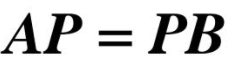 AP = PB